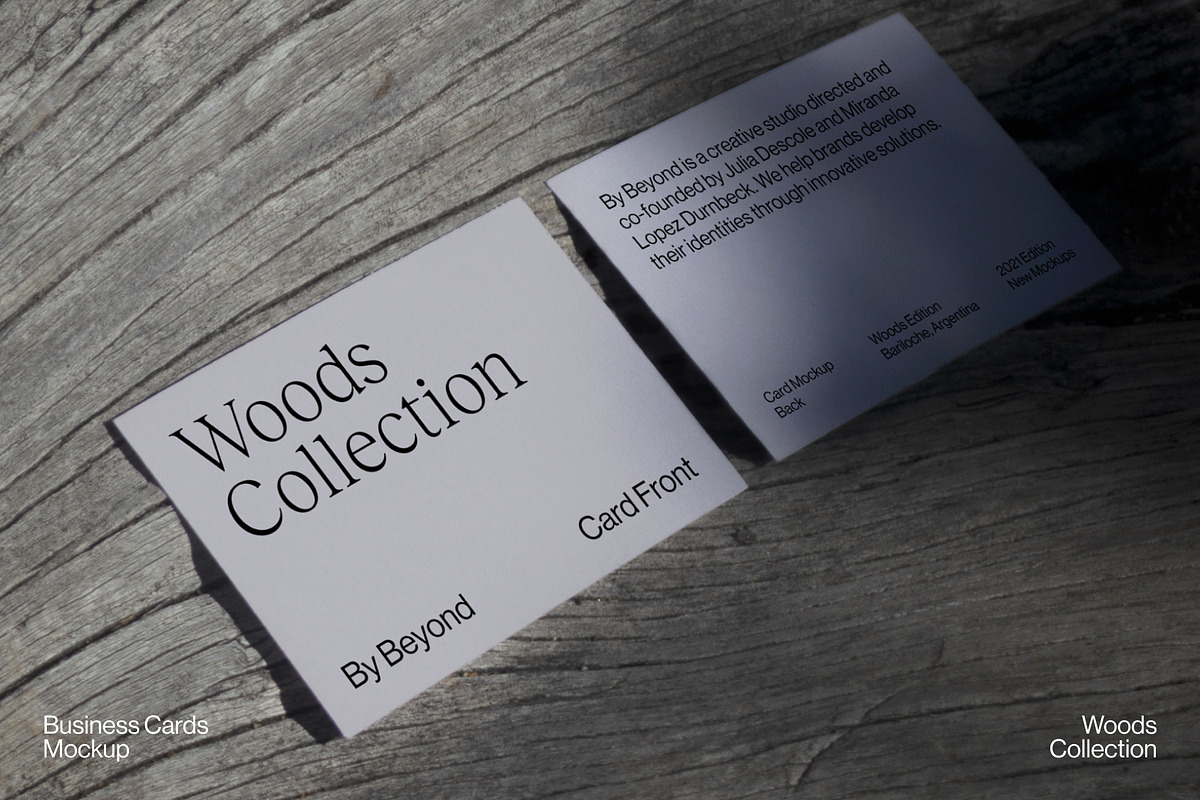 Woods
Collection
By Beyond
Card Front
By Beyond is a creative studio directed and
co-founded by Julia Descole and Miranda
Lopez Durnbeck. We help brands develop
their identities through innovative solutions.
Card Mockup
Back
Woods Edition
Bariloche, Argentina
2021 Edition
New Mockups
Business Cards
Mockup
Woods
Collection